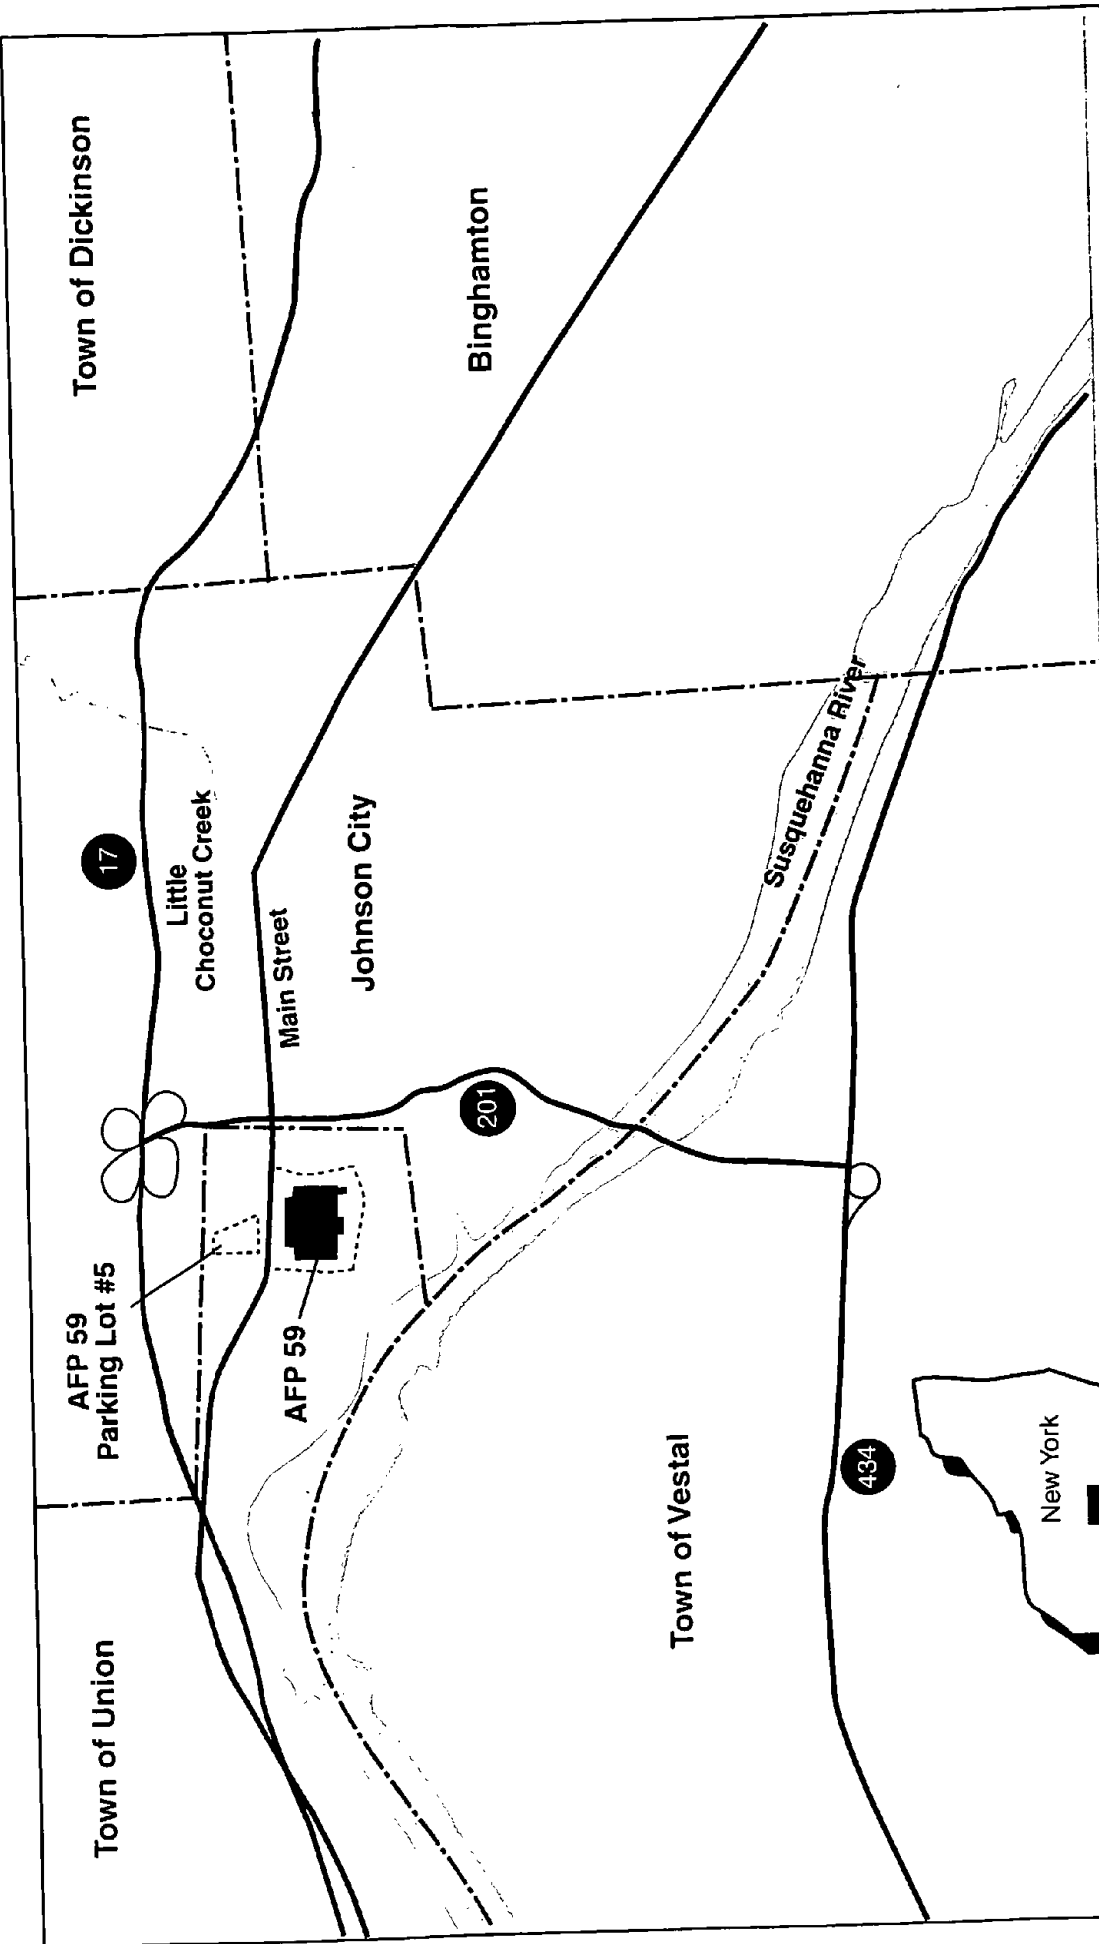 Town of Union
AFP 59
Parking Lot #5
17
Town of Dickinson
Little
Choconut Creek
Main Street
AFP 59
Johnson City
Binghamton
201
Susquehanna River
Town of Vestal
434
New York